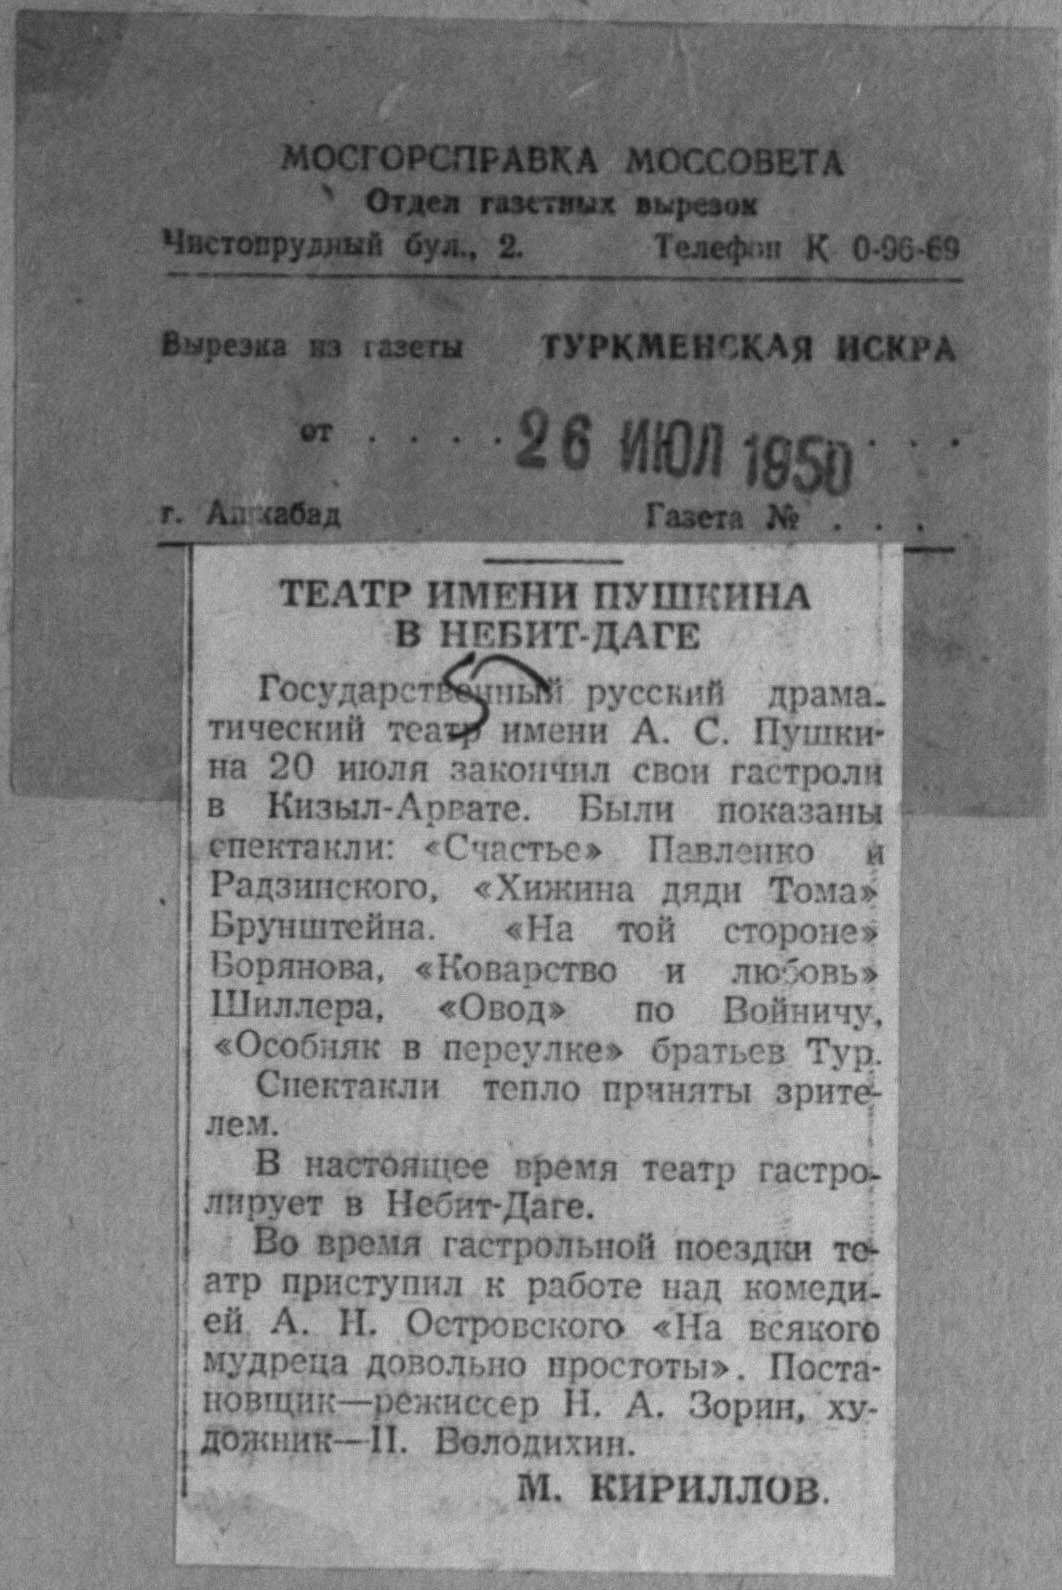 МОСГОРСПРАВКА МОССОВЕТА
Отдел газетных вырезок
Чистопрудный бул., 2. Телефон К 0-96-69
Вырезка из газеты ТУРКМЕНСКАЯ ИСКРА
от . . . . 26 ИЮЛ 1950 . . .
г. Ашхабад Газета № . . .
ТЕАТР ИМЕНИ ПУШКИНА
В НЕБИТ-ДАГЕ
Государственный русский драма-
тический театр имени А. С. Пушки-
на 20 июля закончил свои гастроли
в Кизыл-Арвате. Были показаны
спектакли: «Счастье» Павленко и
Радзинского, «Хижина дяди Тома»
Брунштейна. «На той стороне»
Борянова, «Коварство и любовь»
Шиллера, «Овод» по Войничу,
«Особняк в переулке» братьев Тур.
Спектакли тепло приняты зрите-
лем.
В настоящее время театр гастро-
лирует в Небит-Даге.
Во время гастрольной поездки те-
атр приступил к работе над комеди-
ей А. Н. Островского «На всякого
мудреца довольно простоты». Поста-
новщик—режиссер Н. А. Зорин, ху-
дожник—П. Володихин.
М. КИРИЛЛОВ.